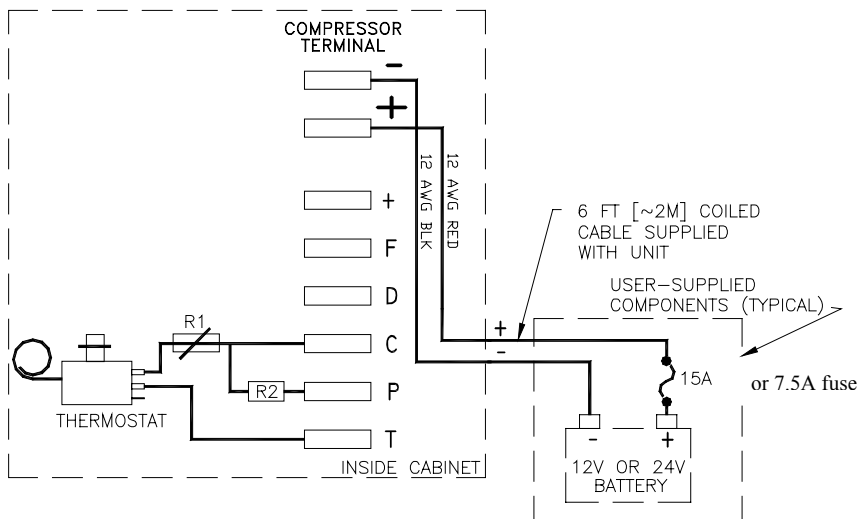 COMPRESSOR
TERMINAL
-
+
12 AWG BLK
12 AWG RED
+
F
D
C
P
T
R1
R2
THERMOSTAT
INSIDE CABINET
6 FT [~2M] COILED
CABLE SUPPLIED
WITH UNIT
USER-SUPPLIED
COMPONENTS (TYPICAL)
+
-
15A
or 7.5A fuse
- +
12V OR 24V
BATTERY